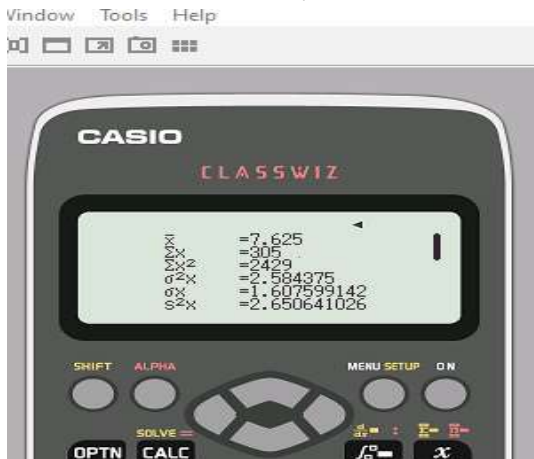 Window Tools Help
CASIO
CLASSWIZ
x̄ =7.625
Σx =305
Σx² =2429
σ²x =2.584375
σx =1.607599142
s²x =2.650641026
SHIFT ALPHA MENU SETUP ON
SOLVE =
OPTN CALC x